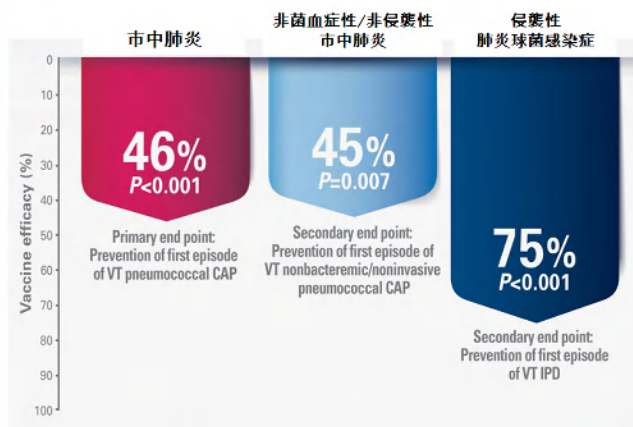 市中肺炎
非菌血症性/非侵襲性
市中肺炎
侵襲性
肺炎球菌感染症
Vaccine efficacy (%)
0
10
20
30
40
50
60
70
80
90
100
46%
P<0.001
Primary end point:
Prevention of first episode
of VT pneumococcal CAP
45%
P=0.007
Secondary end point:
Prevention of first episode of
VT nonbacteremic/noninvasive
pneumococcal CAP
75%
P<0.001
Secondary end point:
Prevention of first episode
of VT IPD